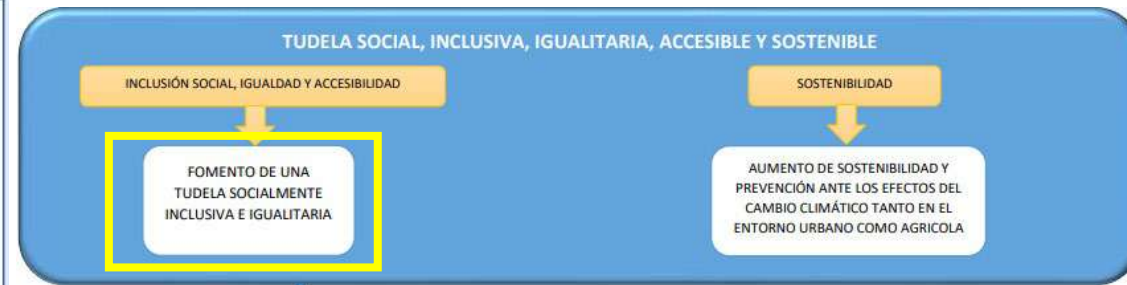 TUDELA SOCIAL, INCLUSIVA, IGUALITARIA, ACCESIBLE Y SOSTENIBLE
INCLUSIÓN SOCIAL, IGUALDAD Y ACCESIBILIDAD
FOMENTO DE UNA
TUDELA SOCIALMENTE
INCLUSIVA E IGUALITARIA
SOSTENIBILIDAD
AUMENTO DE SOSTENIBILIDAD Y
PREVENCIÓN ANTE LOS EFECTOS DEL
CAMBIO CLIMÁTICO TANTO EN EL
ENTORNO URBANO COMO AGRICOLA